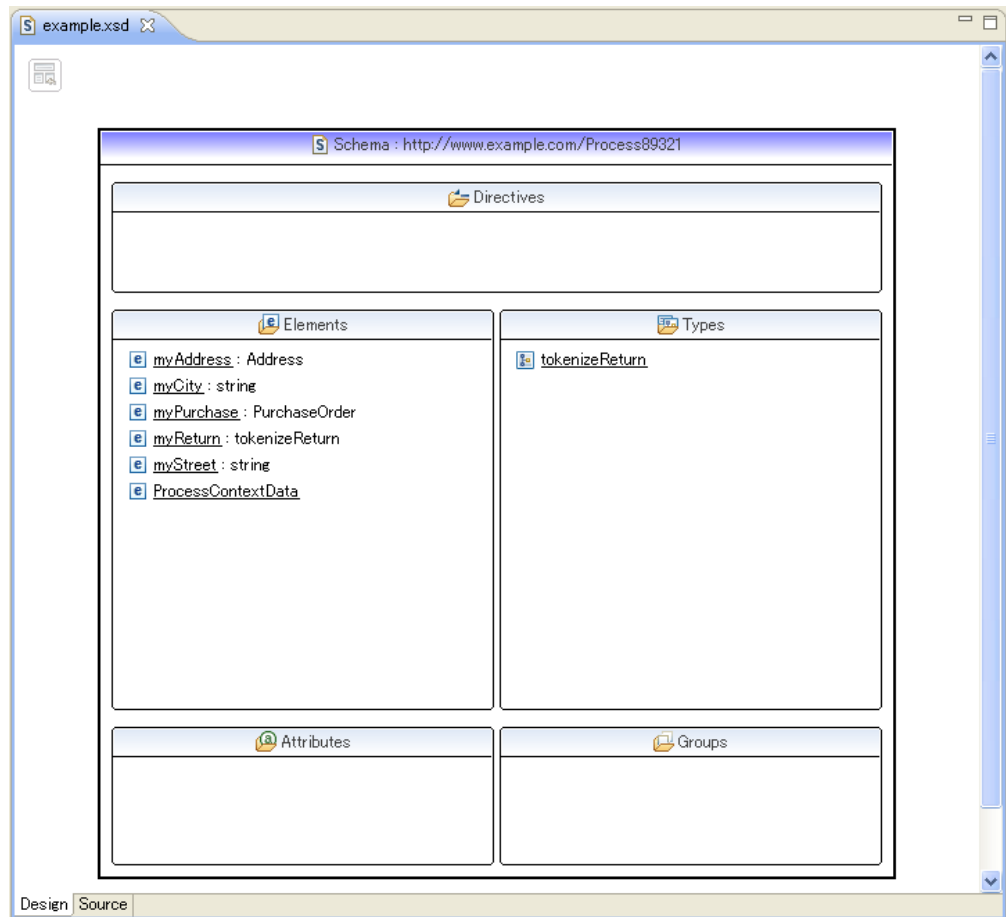 example.xsd
Schema : http://www.example.com/Process89321
Directives
Elements
myAddress : Address
myCity : string
myPurchase : PurchaseOrder
myReturn : tokenizeReturn
myStreet : string
ProcessContextData
Types
tokenizeReturn
Attributes
Groups
Design Source